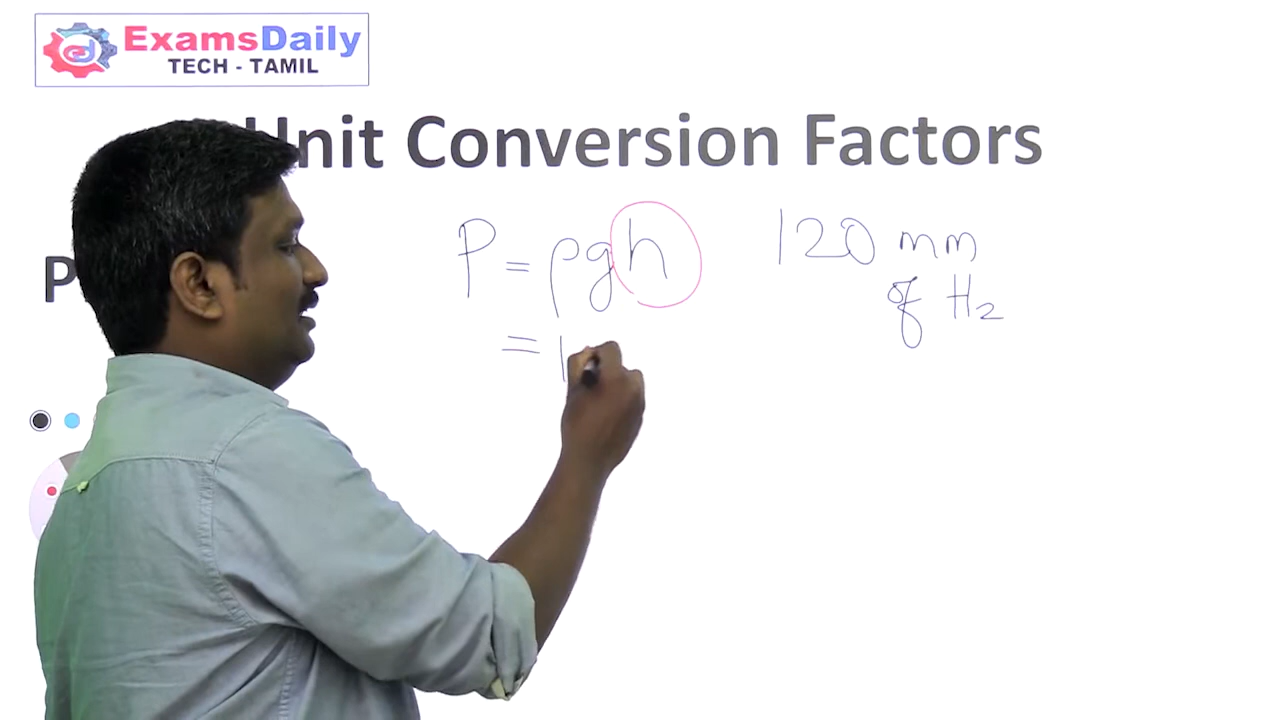 ExamsDaily
TECH - TAMIL
Unit Conversion Factors
P
P = ρgh
120 mm
of H₂
= 1